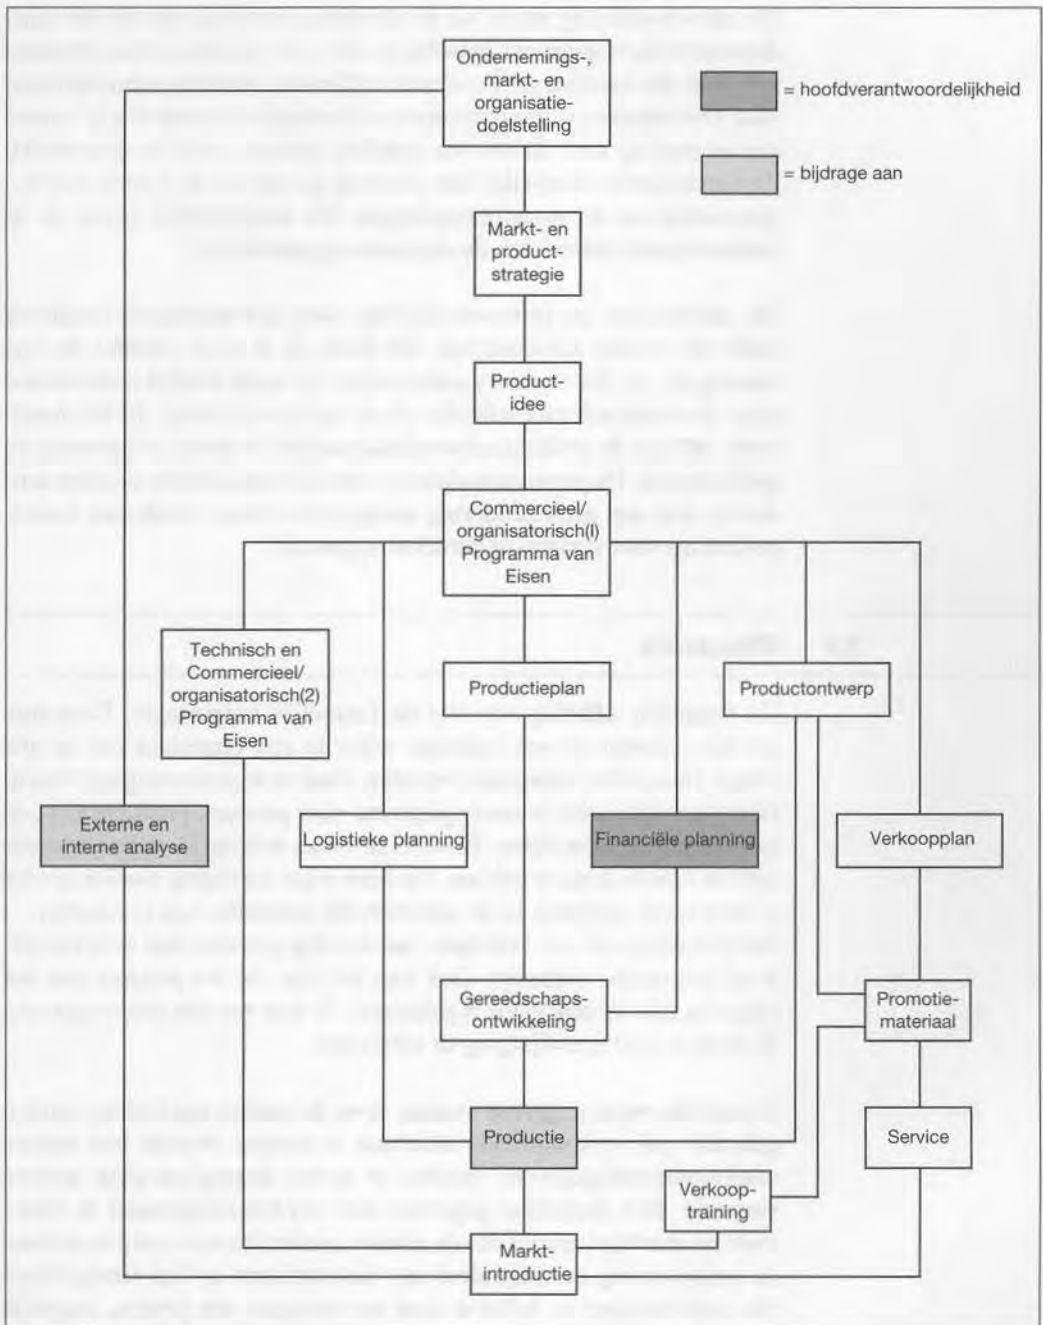 Ondernemings-,
markt- en
organisatie-
doelstelling
= hoofdverantwoordelijkheid
= bijdrage aan
Markt- en
product-
strategie
Product-
idee
Commercieel/
organisatorisch(I)
Programma van
Eisen
Technisch en
Commercieel/
organisatorisch(2)
Programma van
Eisen
Productieplan
Productontwerp
Externe en
interne analyse
Logistieke planning
Financiële planning
Verkoopplan
Gereedschaps-
ontwikkeling
Promotie-
materiaal
Productie
Service
Verkoop-
training
Markt-
introductie